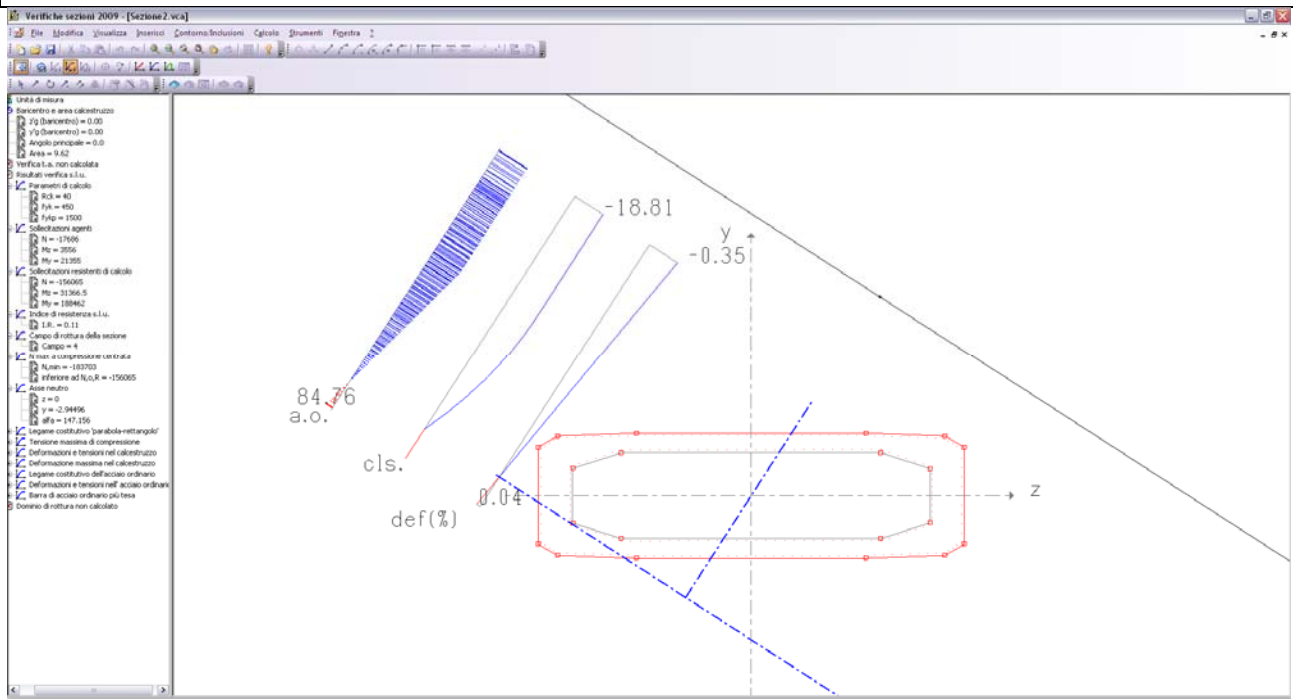 Verifiche sezioni 2009 - [Sezione2.vca]
File Modifica Visualizza Inserisci Contorno/Inclusioni Calcolo Strumenti Finestra ?
Unità di misura
Baricentro e area calcestruzzo
z'g (baricentro) = 0.00
y'g (baricentro) = 0.00
Angolo principale = 0.0
Area = 9.62
Verifica t.a. non calcolata
Risultati verifica s.l.u.
Parametri di calcolo
Rck = 40
fyk = 450
fykp = 1500
Sollecitazioni agenti
N = -17686
Mz = 3556
My = 21355
Sollecitazioni resistenti di calcolo
N = -156065
Mz = 31366.5
My = 188462
Indice di resistenza s.l.u.
I.R. = 0.11
Campo di rottura della sezione
Campo = 4
N max a compressione centrata
N,min = -183703
inferiore ad N,o,R = -156065
Asse neutro
z = 0
y = -2.94496
alfa = 147.156
Legame costitutivo 'parabola-rettangolo'
Tensione massima di compressione
Deformazioni e tensioni nel calcestruzzo
Deformazione massima nel calcestruzzo
Legame costitutivo dell'acciaio ordinario
Deformazioni e tensioni nell' acciaio ordinari
Barra di acciaio ordinario più tesa
Dominio di rottura non calcolato
-18.81
y
-0.35
84.76
a.o.
cls.
0.04
def(%)
z